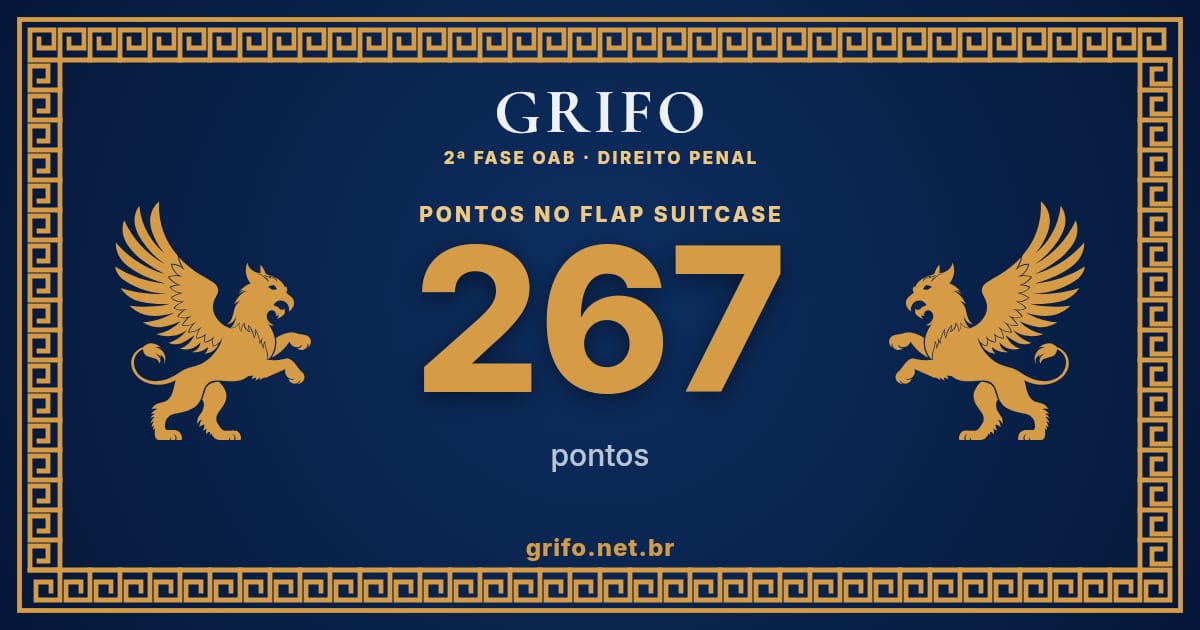 GRIFO
2ª FASE OAB · DIREITO PENAL
PONTOS NO FLAP SUITCASE
267
pontos
grifo.net.br